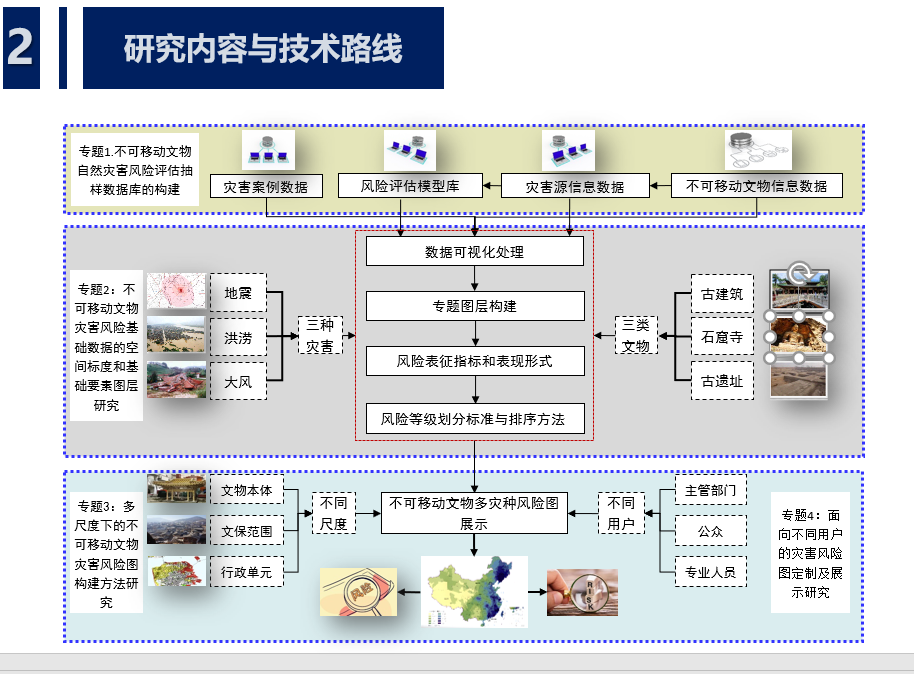 2
研究内容与技术路线
专题1.不可移动文物
自然灾害风险评估抽
样数据库的构建
灾害案例数据
风险评估模型库
灾害源信息数据
不可移动文物信息数据
专题2：不
可移动文物
灾害风险基
础数据的空
间标度和基
础要素图层
研究
地震
洪涝
大风
三种
灾害
数据可视化处理
专题图层构建
风险表征指标和表现形式
风险等级划分标准与排序方法
三类
文物
古建筑
石窟寺
古遗址
专题3：多
尺度下的不
可移动文物
灾害风险图
构建方法研
究
文物本体
文保范围
行政单元
不同
尺度
不可移动文物多灾种风险图
展示
不同
用户
主管部门
公众
专业人员
专题4：面
向不同用户
的灾害风险
图定制及展
示研究
风险
RISK